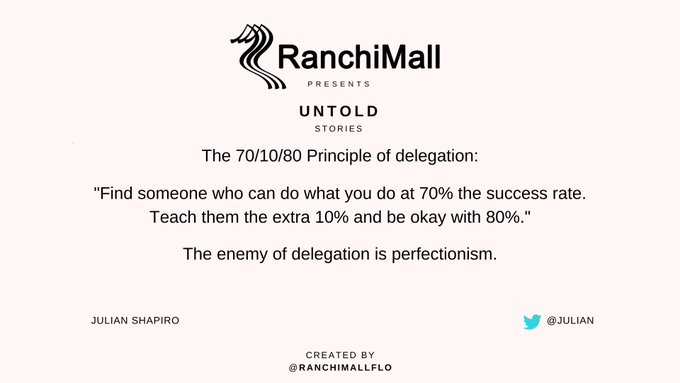 RanchiMall
PRESENTS
UNTOLD
STORIES
The 70/10/80 Principle of delegation:
"Find someone who can do what you do at 70% the success rate.
Teach them the extra 10% and be okay with 80%."
The enemy of delegation is perfectionism.
JULIAN SHAPIRO
@JULIAN
CREATED BY
@RANCHIMALLFLO